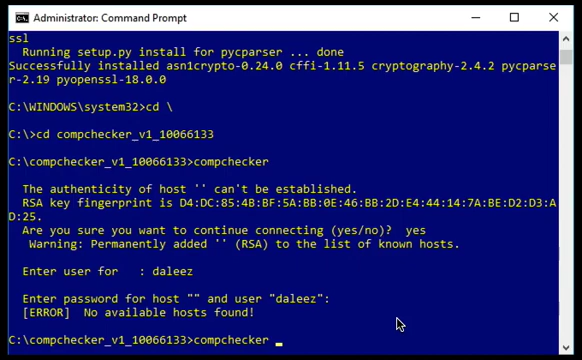 Administrator: Command Prompt
ssl
Running setup.py install for pycparser ... done
Successfully installed asn1crypto-0.24.0 cffi-1.11.5 cryptography-2.4.2 pycparse
r-2.19 pyopenssl-18.0.0
C:\WINDOWS\system32>cd \
C:\>cd compchecker_v1_10066133
C:\compchecker_v1_10066133>compchecker
The authenticity of host '' can't be established.
RSA key fingerprint is D4:DC:85:4B:BF:5A:BB:0E:46:BB:2D:E4:44:14:7A:BE:D2:D3:A
D:25.
Are you sure you want to continue connecting (yes/no)?  yes
Warning: Permanently added '' (RSA) to the list of known hosts.
Enter user for   : daleez
Enter password for host "" and user "daleez":
[ERROR]  No available hosts found!
C:\compchecker_v1_10066133>compchecker _